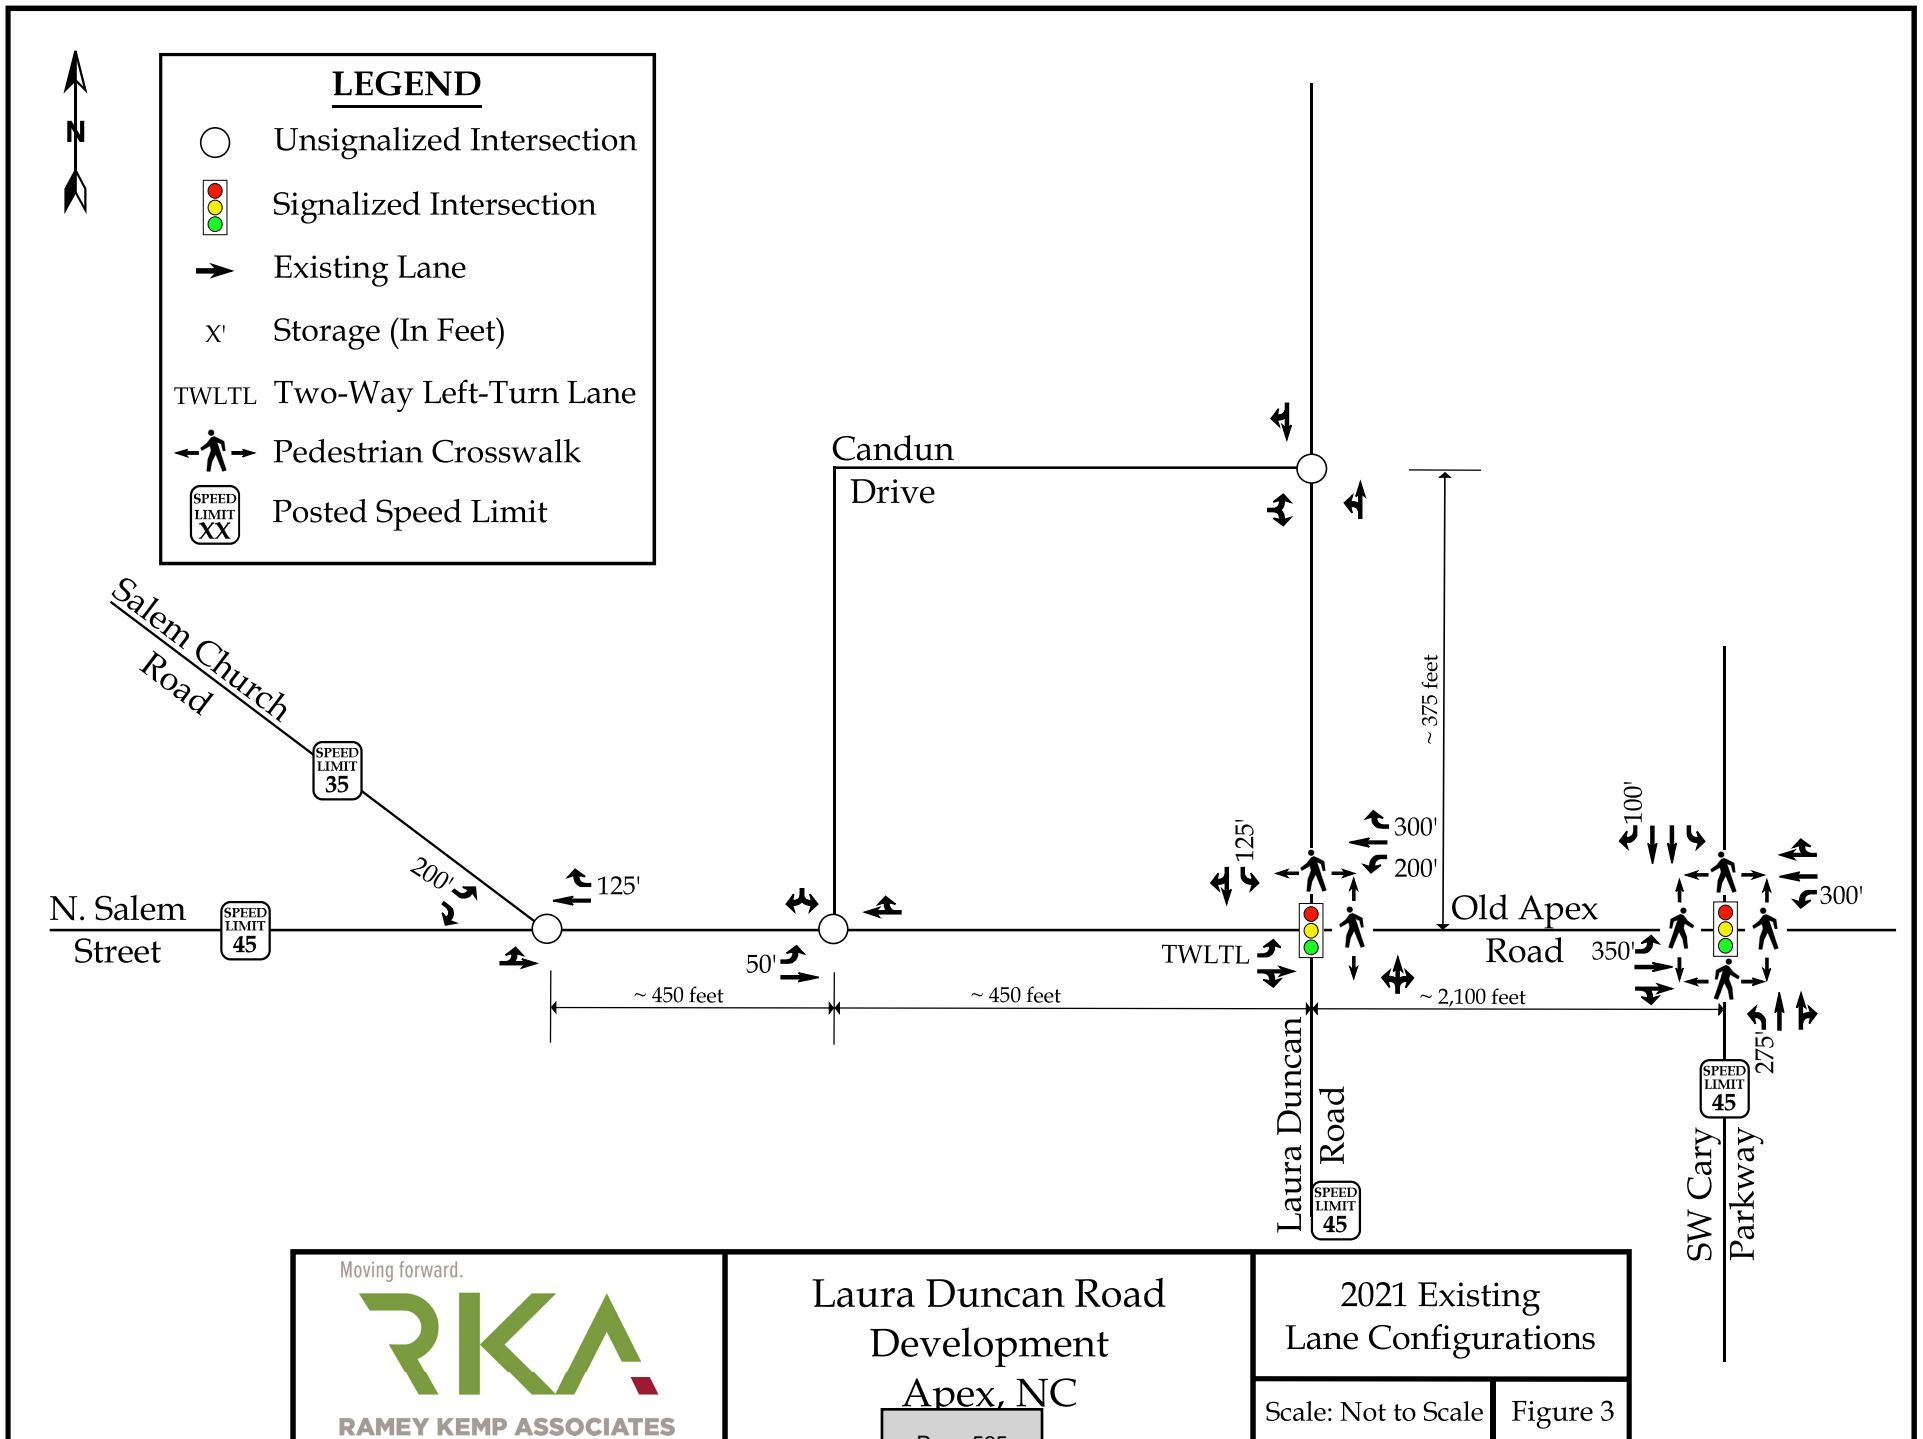 N
LEGEND
Unsignalized Intersection
Signalized Intersection
Existing Lane
X' Storage (In Feet)
TWLTL Two-Way Left-Turn Lane
Pedestrian Crosswalk
SPEED
LIMIT
XX
Posted Speed Limit
Candun
Drive
Salem Church
Road
SPEED
LIMIT
35
~ 375 feet
200'
125'
N. Salem
Street
SPEED
LIMIT
45
50'
125'
300'
200'
TWLTL
Old Apex
Road
100'
300'
350'
275'
~ 450 feet
~ 450 feet
~ 2,100 feet
Laura Duncan
Road
SPEED
LIMIT
45
SPEED
LIMIT
45
SW Cary
Parkway
Moving forward.
RKA
RAMEY KEMP ASSOCIATES
Laura Duncan Road
Development
Apex, NC
2021 Existing
Lane Configurations
Scale: Not to Scale
Figure 3